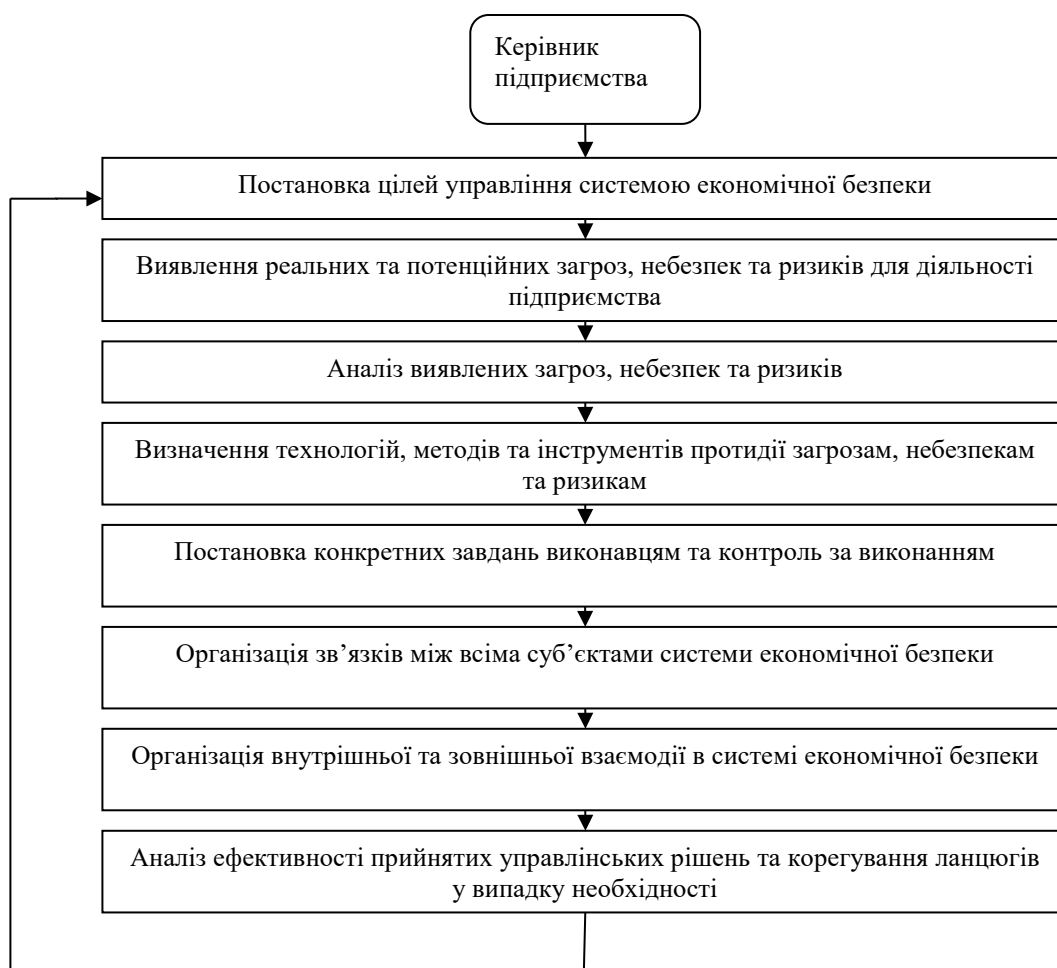 Керівник
підприємства
Постановка цілей управління системою економічної безпеки
Виявлення реальних та потенційних загроз, небезпек та ризиків для діяльності
підприємства
Аналіз виявлених загроз, небезпек та ризиків
Визначення технологій, методів та інструментів протидії загрозам, небезпекам
та ризикам
Постановка конкретних завдань виконавцям та контроль за виконанням
Організація зв’язків між всіма суб’єктами системи економічної безпеки
Організація внутрішньої та зовнішньої взаємодії в системі економічної безпеки
Аналіз ефективності прийнятих управлінських рішень та корегування ланцюгів
у випадку необхідності